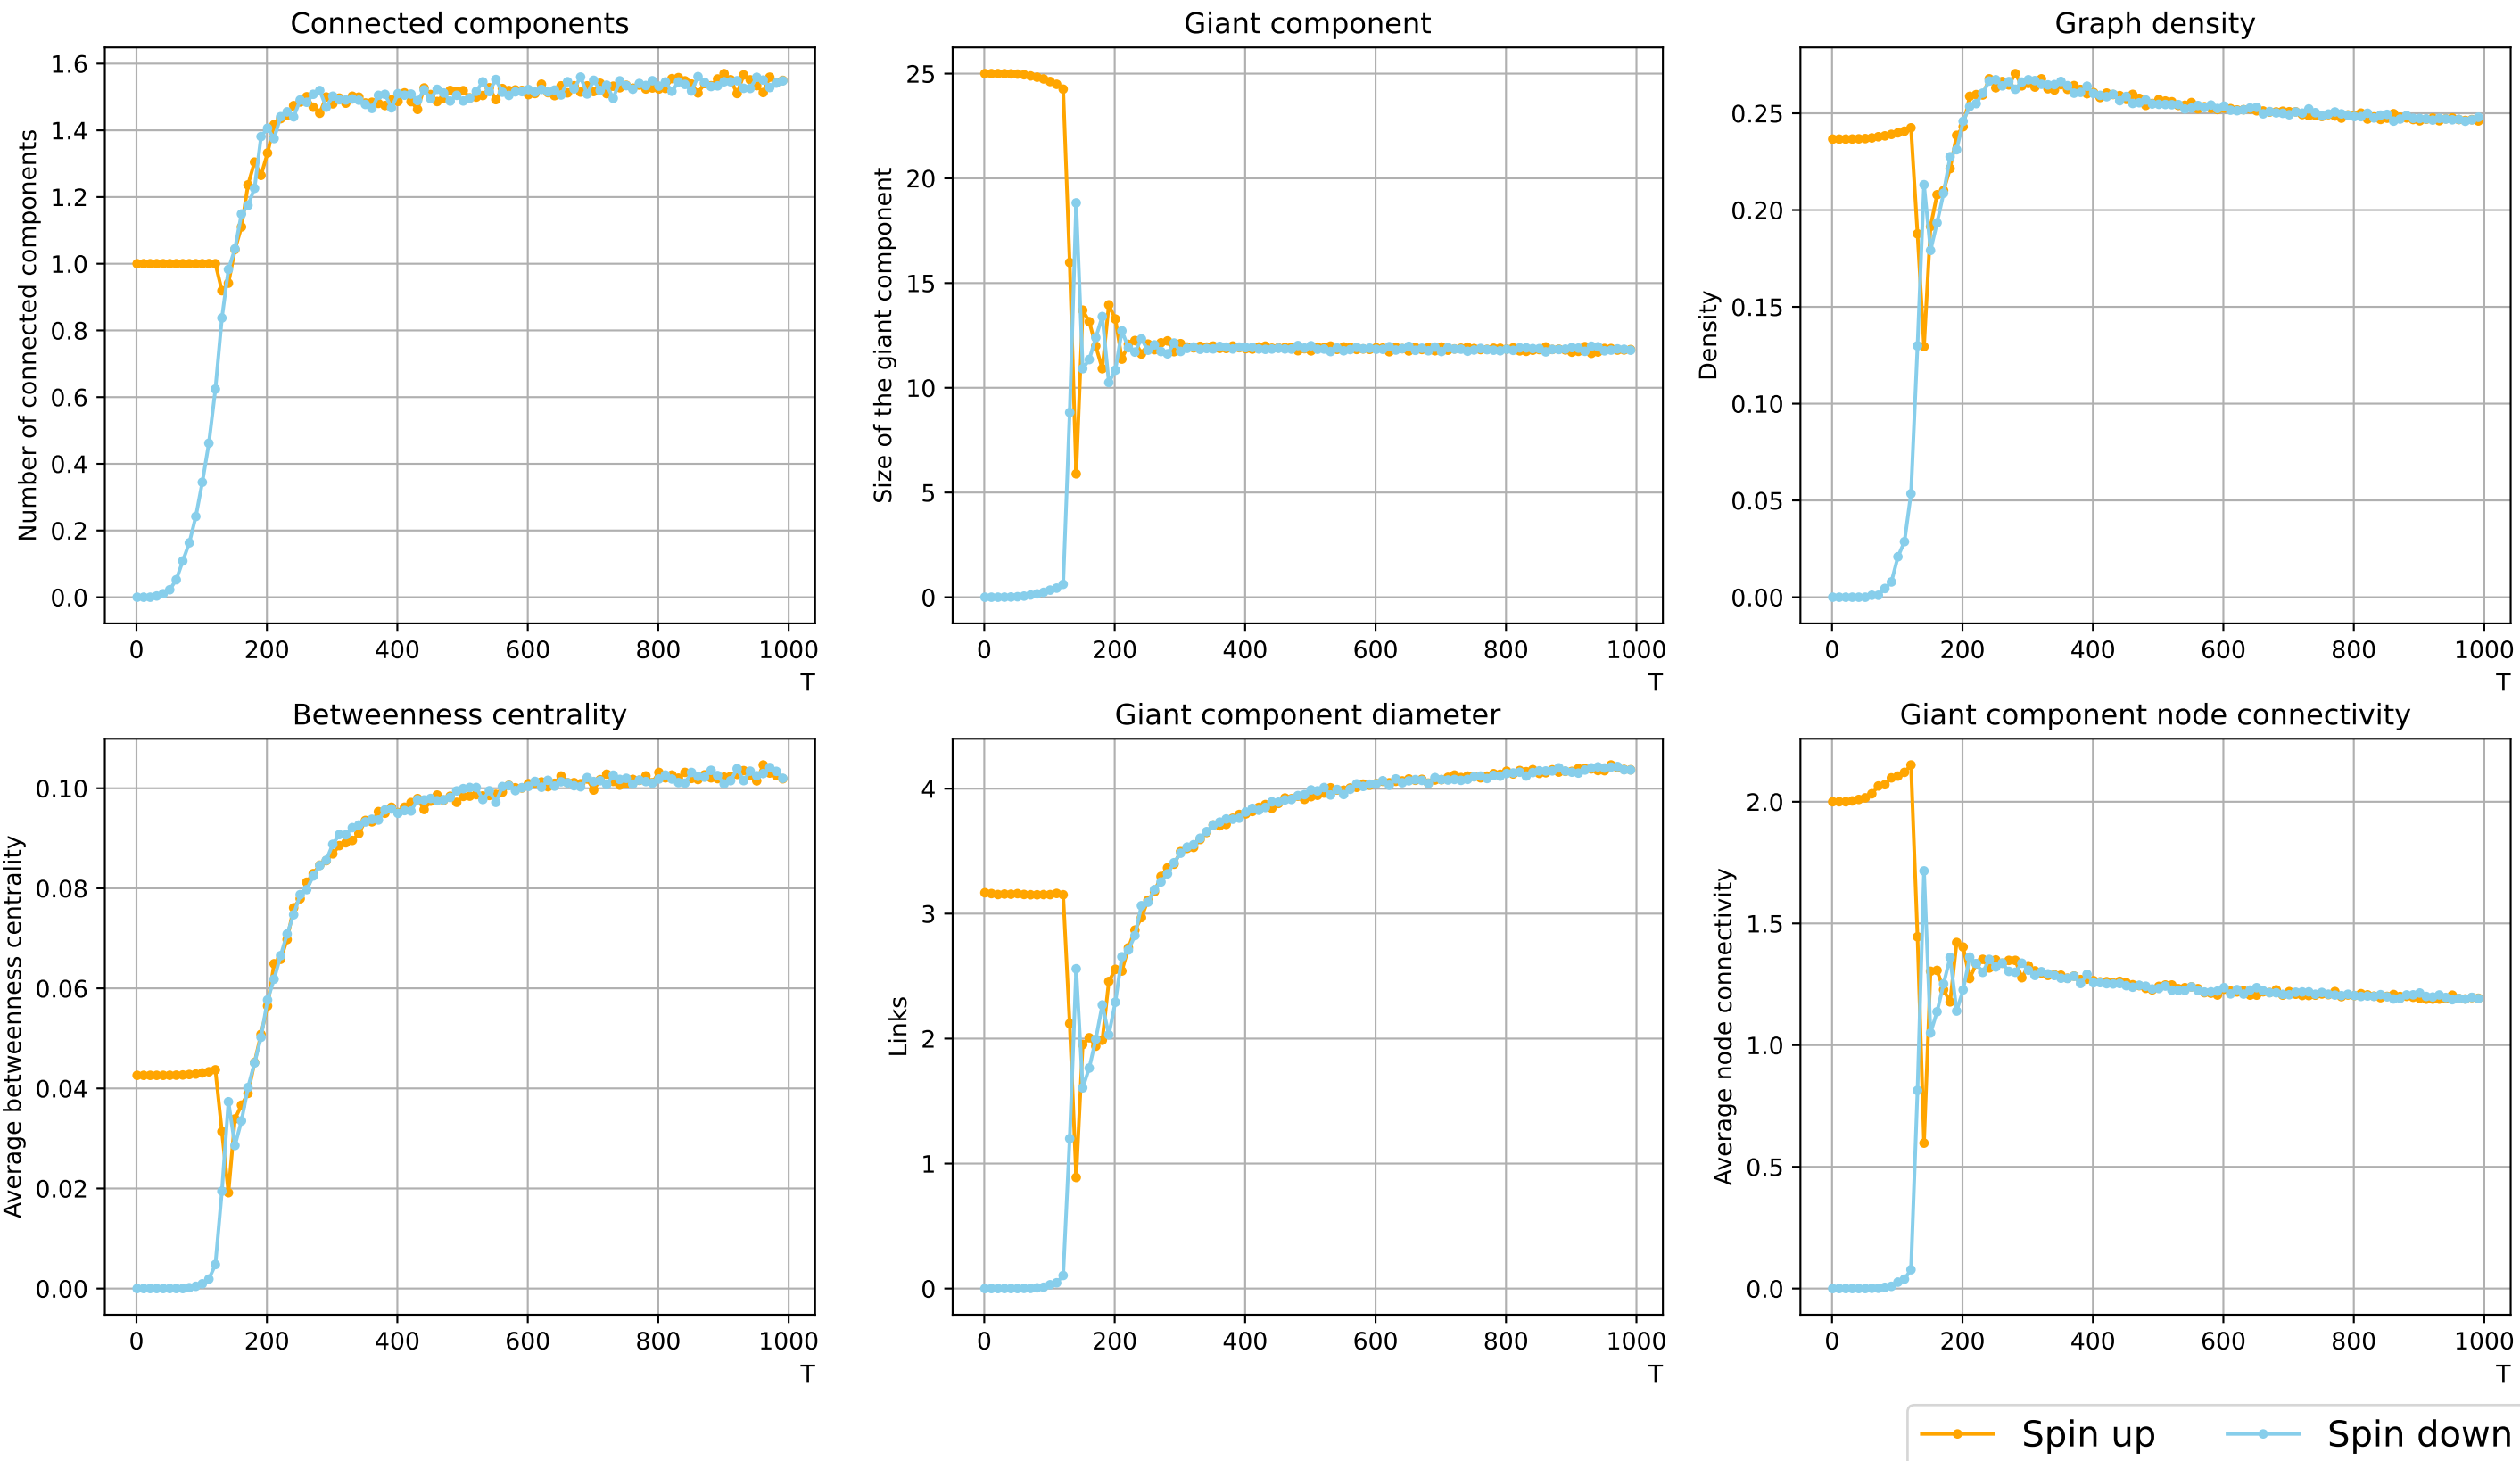 Connected components
Giant component
Graph density
Number of connected components
1.6
1.4
1.2
1.0
0.8
0.6
0.4
0.2
0.0
0 200 400 600 800 1000
T
Size of the giant component
25
20
15
10
5
0
0 200 400 600 800 1000
T
Density
0.25
0.20
0.15
0.10
0.05
0.00
0 200 400 600 800 1000
T
Betweenness centrality
Giant component diameter
Giant component node connectivity
Average betweenness centrality
0.10
0.08
0.06
0.04
0.02
0.00
0 200 400 600 800 1000
T
Links
4
3
2
1
0
0 200 400 600 800 1000
T
Average node connectivity
2.0
1.5
1.0
0.5
0.0
0 200 400 600 800 1000
T
Spin up Spin down